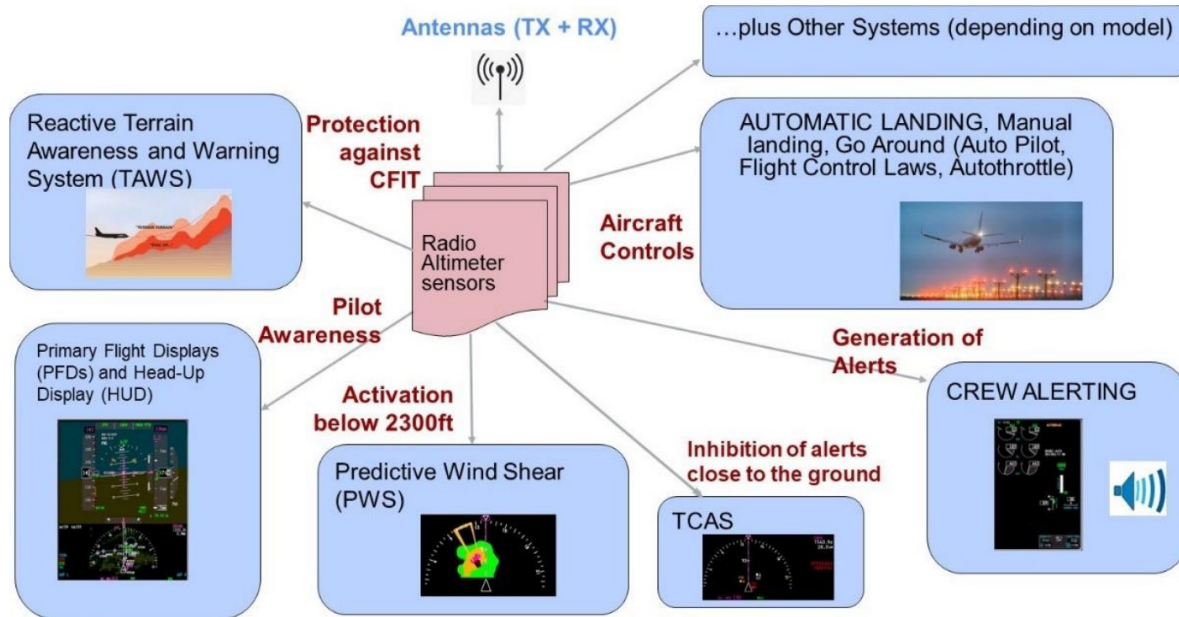 Antennas (TX + RX)
…plus Other Systems (depending on model)
Reactive Terrain
Awareness and Warning
System (TAWS)
Protection
against
CFIT
AUTOMATIC LANDING, Manual
landing, Go Around (Auto Pilot,
Flight Control Laws, Autothrottle)
Aircraft
Controls
Radio
Altimeter
sensors
Pilot
Awareness
Primary Flight Displays
(PFDs) and Head-Up
Display (HUD)
Activation
below 2300ft
Predictive Wind Shear
(PWS)
Inhibition of alerts
close to the ground
TCAS
Generation of
Alerts
CREW ALERTING